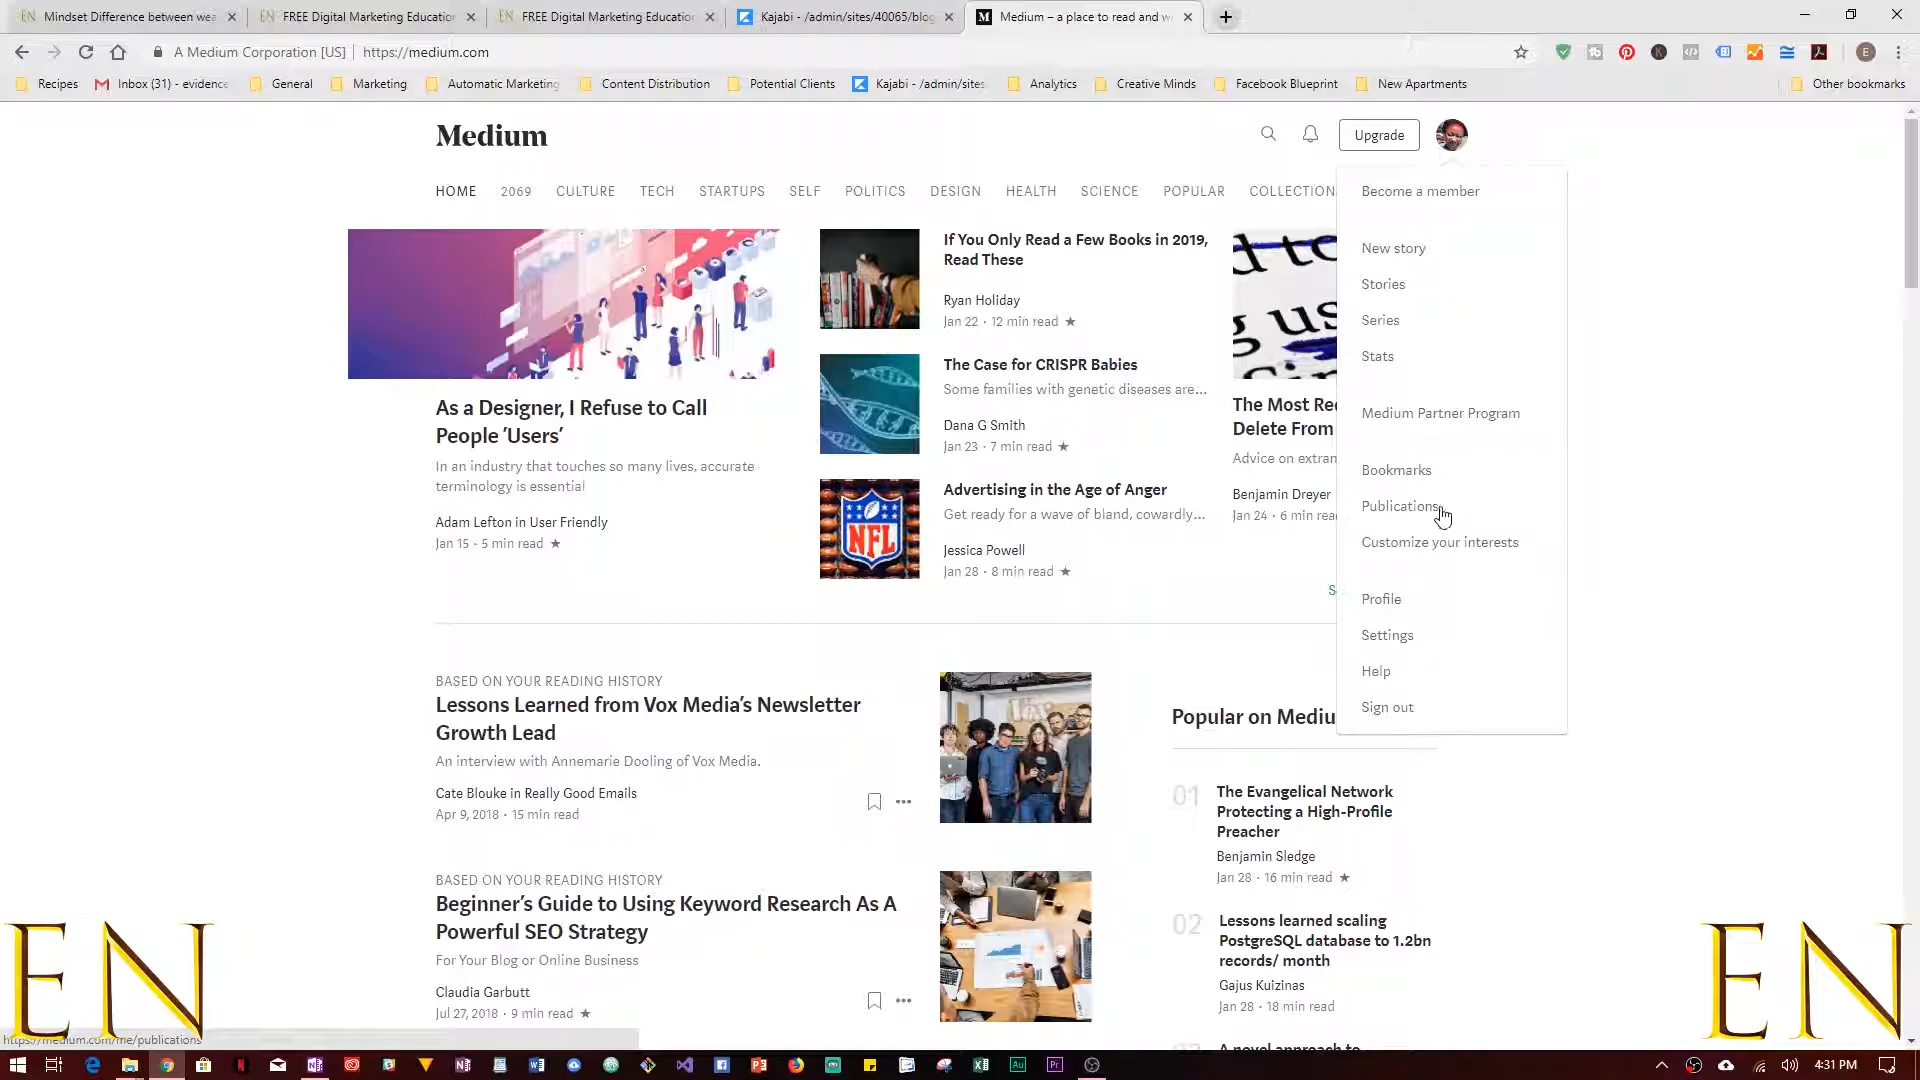 Mindset Difference between wea
FREE Digital Marketing Education
FREE Digital Marketing Education
Kajabi - /admin/sites/40065/blog
Medium – a place to read and w
A Medium Corporation [US]
https://medium.com
Recipes
Inbox (31) - evidence
General
Marketing
Automatic Marketing
Content Distribution
Potential Clients
Kajabi - /admin/sites
Analytics
Creative Minds
Facebook Blueprint
New Apartments
Other bookmarks
Medium
Upgrade
HOME 2069 CULTURE TECH STARTUPS SELF POLITICS DESIGN HEALTH SCIENCE POPULAR COLLECTION
Become a member
New story
Stories
Series
Stats
Medium Partner Program
Bookmarks
Publications
Customize your interests
Profile
Settings
Help
Sign out
As a Designer, I Refuse to Call
People ‘Users’
In an industry that touches so many lives, accurate
terminology is essential
Adam Lefton in User Friendly
Jan 15 · 5 min read ★
If You Only Read a Few Books in 2019,
Read These
Ryan Holiday
Jan 22 · 12 min read ★
The Case for CRISPR Babies
Some families with genetic diseases are...
Dana G Smith
Jan 23 · 7 min read ★
NFL
Advertising in the Age of Anger
Get ready for a wave of bland, cowardly...
Jessica Powell
Jan 28 · 8 min read ★
d to
g us
The Most Re
Delete From
Advice on extran
Benjamin Dreyer
Jan 24 · 6 min rea
S
BASED ON YOUR READING HISTORY
Lessons Learned from Vox Media’s Newsletter
Growth Lead
An interview with Annemarie Dooling of Vox Media.
Cate Blouke in Really Good Emails
Apr 9, 2018 · 15 min read
BASED ON YOUR READING HISTORY
Beginner’s Guide to Using Keyword Research As A
Powerful SEO Strategy
For Your Blog or Online Business
Claudia Garbutt
Jul 27, 2018 · 9 min read ★
Popular on Mediu
01
The Evangelical Network
Protecting a High-Profile
Preacher
Benjamin Sledge
Jan 28 · 16 min read ★
02
Lessons learned scaling
PostgreSQL database to 1.2bn
records/ month
Gajus Kuizinas
Jan 28 · 18 min read
A novel approach to
EN
EN
https://medium.com/me/publications
4:31 PM